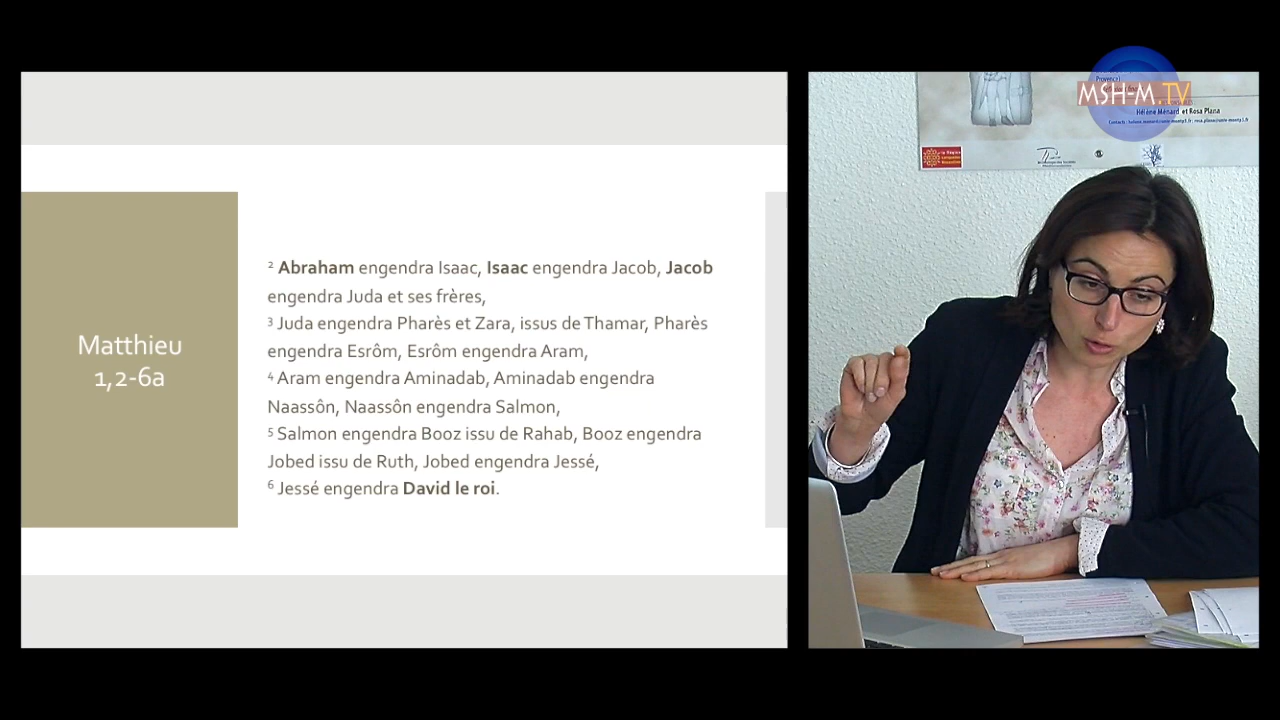 Matthieu
1,2-6a
² Abraham engendra Isaac, Isaac engendra Jacob, Jacob
engendra Juda et ses frères,
³ Juda engendra Pharès et Zara, issus de Thamar, Pharès
engendra Esrôm, Esrôm engendra Aram,
⁴ Aram engendra Aminadab, Aminadab engendra
Naassôn, Naassôn engendra Salmon,
⁵ Salmon engendra Booz issu de Rahab, Booz engendra
Jobed issu de Ruth, Jobed engendra Jessé,
⁶ Jessé engendra David le roi.
Provence)
MSH-M.TV
Hélène Ménard et Rosa Plana